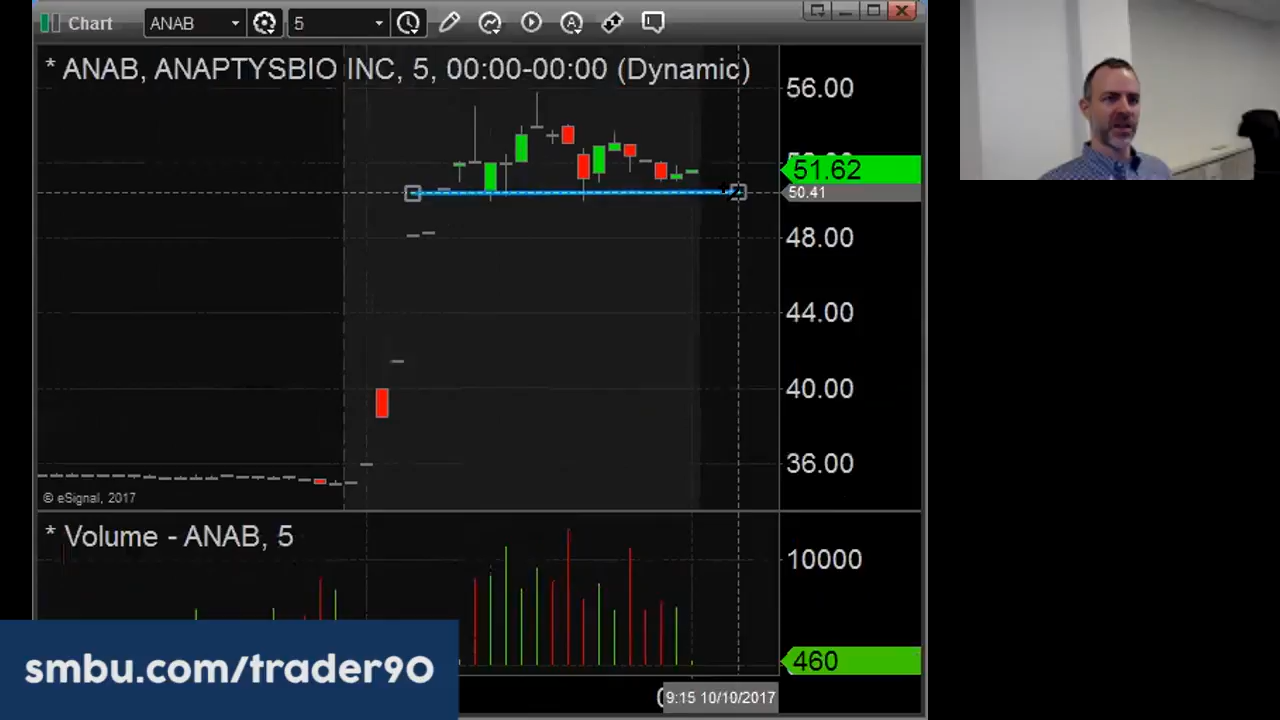 Chart ANAB 5
* ANAB, ANAPTYSBIO INC, 5, 00:00-00:00 (Dynamic)
56.00
51.62
50.41
48.00
44.00
40.00
36.00
© eSignal, 2017
* Volume - ANAB, 5
10000
460
9:15 10/10/2017
smbu.com/trader90